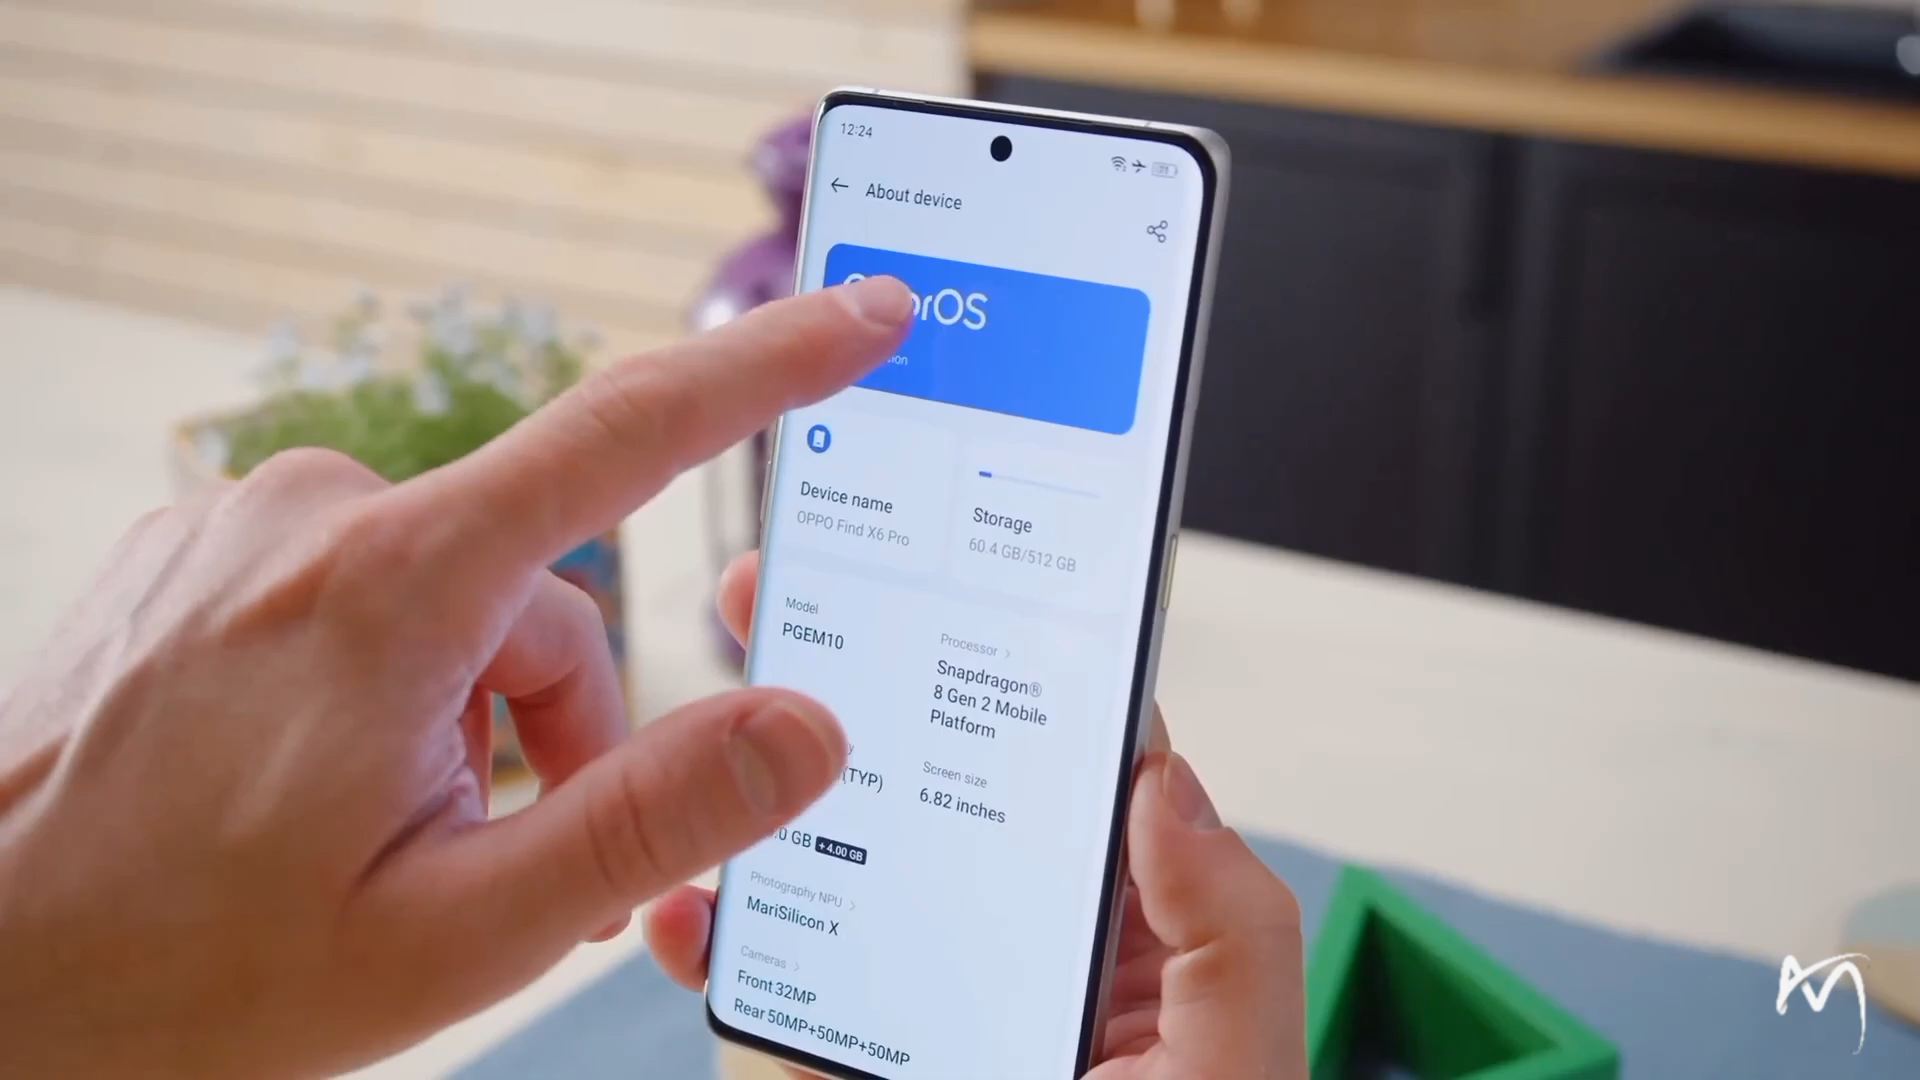 12:24
About device
Device name
OPPO Find X6 Pro
Storage
60.4 GB/512 GB
Model
PGEM10
Processor
Snapdragon®
8 Gen 2 Mobile
Platform
(TYP)
Screen size
6.82 inches
GB +4.00 GB
Photography NPU
MariSilicon X
Cameras
Front 32MP
Rear 50MP+50MP+50MP